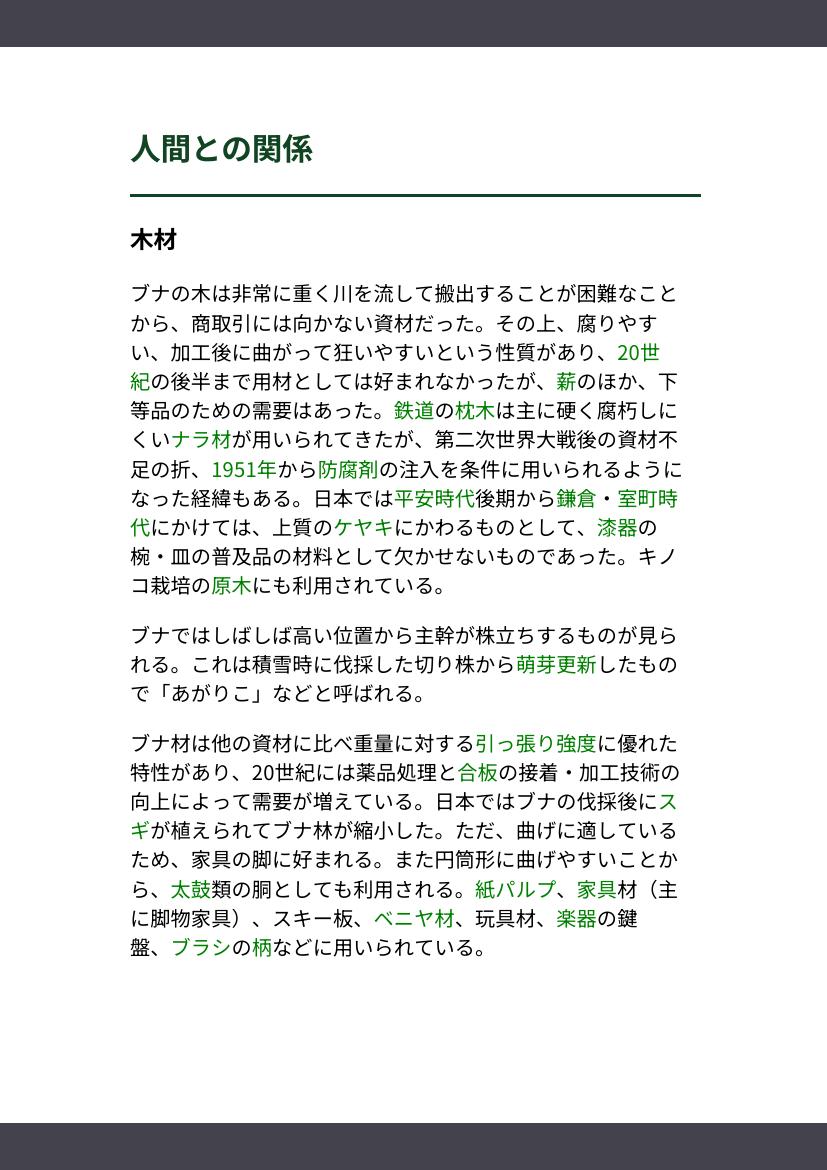 人間との関係
木材
ブナの木は非常に重く川を流して搬出することが困難なこと
から、商取引には向かない資材だった。その上、腐りやす
い、加工後に曲がって狂いやすいという性質があり、20世
紀の後半まで用材としては好まれなかったが、薪のほか、下
等品のための需要はあった。鉄道の枕木は主に硬く腐朽しに
くいナラ材が用いられてきたが、第二次世界大戦後の資材不
足の折、1951年から防腐剤の注入を条件に用いられるように
なった経緯もある。日本では平安時代後期から鎌倉・室町時
代にかけては、上質のケヤキにかわるものとして、漆器の
椀・皿の普及品の材料として欠かせないものであった。キノ
コ栽培の原木にも利用されている。
ブナではしばしば高い位置から主幹が株立ちするものが見ら
れる。これは積雪時に伐採した切り株から萌芽更新したもの
で「あがりこ」などと呼ばれる。
ブナ材は他の資材に比べ重量に対する引っ張り強度に優れた
特性があり、20世紀には薬品処理と合板の接着・加工技術の
向上によって需要が増えている。日本ではブナの伐採後にス
ギが植えられてブナ林が縮小した。ただ、曲げに適している
ため、家具の脚に好まれる。また円筒形に曲げやすいことか
ら、太鼓類の胴としても利用される。紙パルプ、家具材（主
に脚物家具）、スキー板、ベニヤ材、玩具材、楽器の鍵
盤、ブラシの柄などに用いられている。